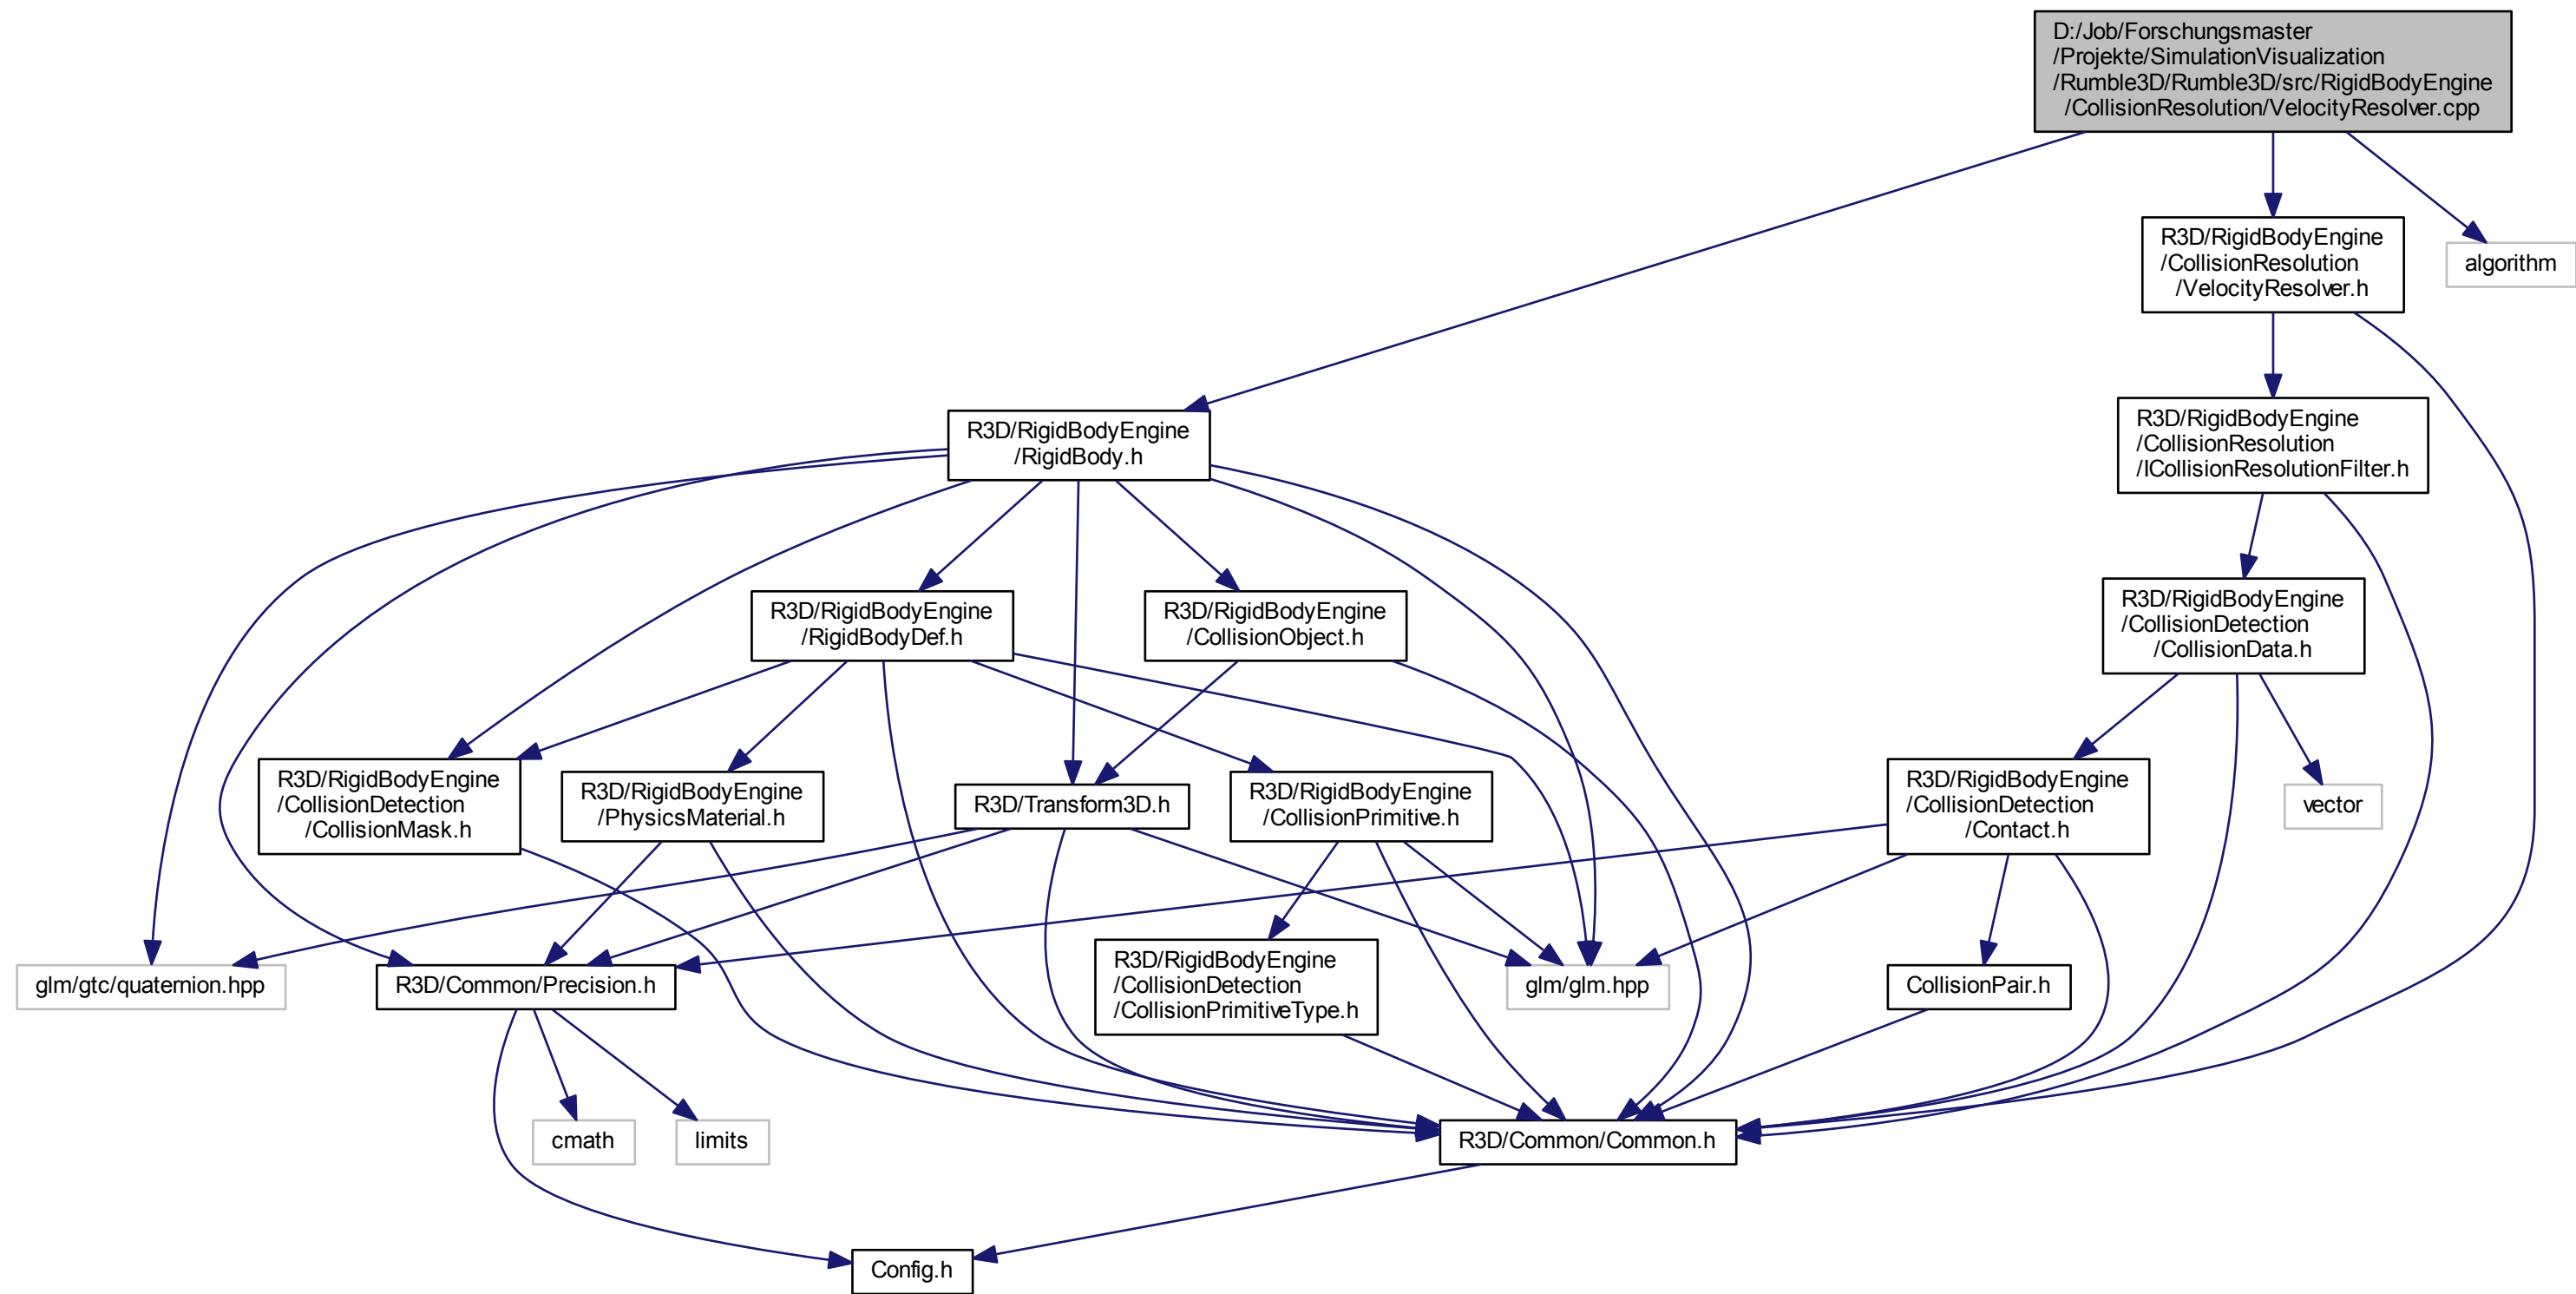 D:/Job/Forschungsmaster
/Projekte/SimulationVisualization
/Rumble3D/Rumble3D/src/RigidBodyEngine
/CollisionResolution/VelocityResolver.cpp
R3D/RigidBodyEngine
/CollisionResolution
/VelocityResolver.h
algorithm
R3D/RigidBodyEngine
/RigidBody.h
R3D/RigidBodyEngine
/CollisionResolution
/ICollisionResolutionFilter.h
R3D/RigidBodyEngine
/RigidBodyDef.h
R3D/RigidBodyEngine
/CollisionObject.h
R3D/RigidBodyEngine
/CollisionDetection
/CollisionData.h
R3D/RigidBodyEngine
/CollisionDetection
/CollisionMask.h
R3D/RigidBodyEngine
/PhysicsMaterial.h
R3D/Transform3D.h
R3D/RigidBodyEngine
/CollisionPrimitive.h
R3D/RigidBodyEngine
/CollisionDetection
/Contact.h
vector
glm/gtc/quaternion.hpp
R3D/Common/Precision.h
R3D/RigidBodyEngine
/CollisionDetection
/CollisionPrimitiveType.h
glm/glm.hpp
CollisionPair.h
cmath
limits
R3D/Common/Common.h
Config.h